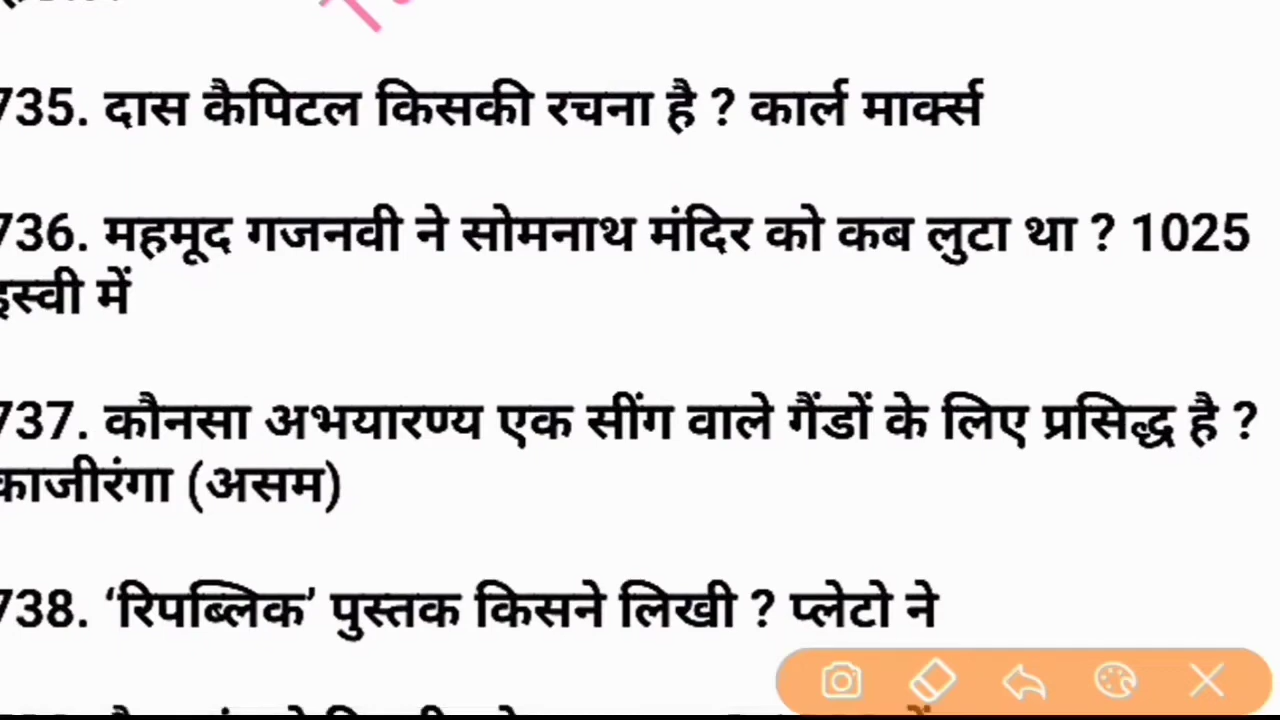 735. दास कैपिटल किसकी रचना है ? कार्ल मार्क्स
736. महमूद गजनवी ने सोमनाथ मंदिर को कब लुटा था ? 1025
इस्वी में
737. कौनसा अभयारण्य एक सींग वाले गैंडों के लिए प्रसिद्ध है ?
काजीरंगा (असम)
738. ‘रिपब्लिक’ पुस्तक किसने लिखी ? प्लेटो ने